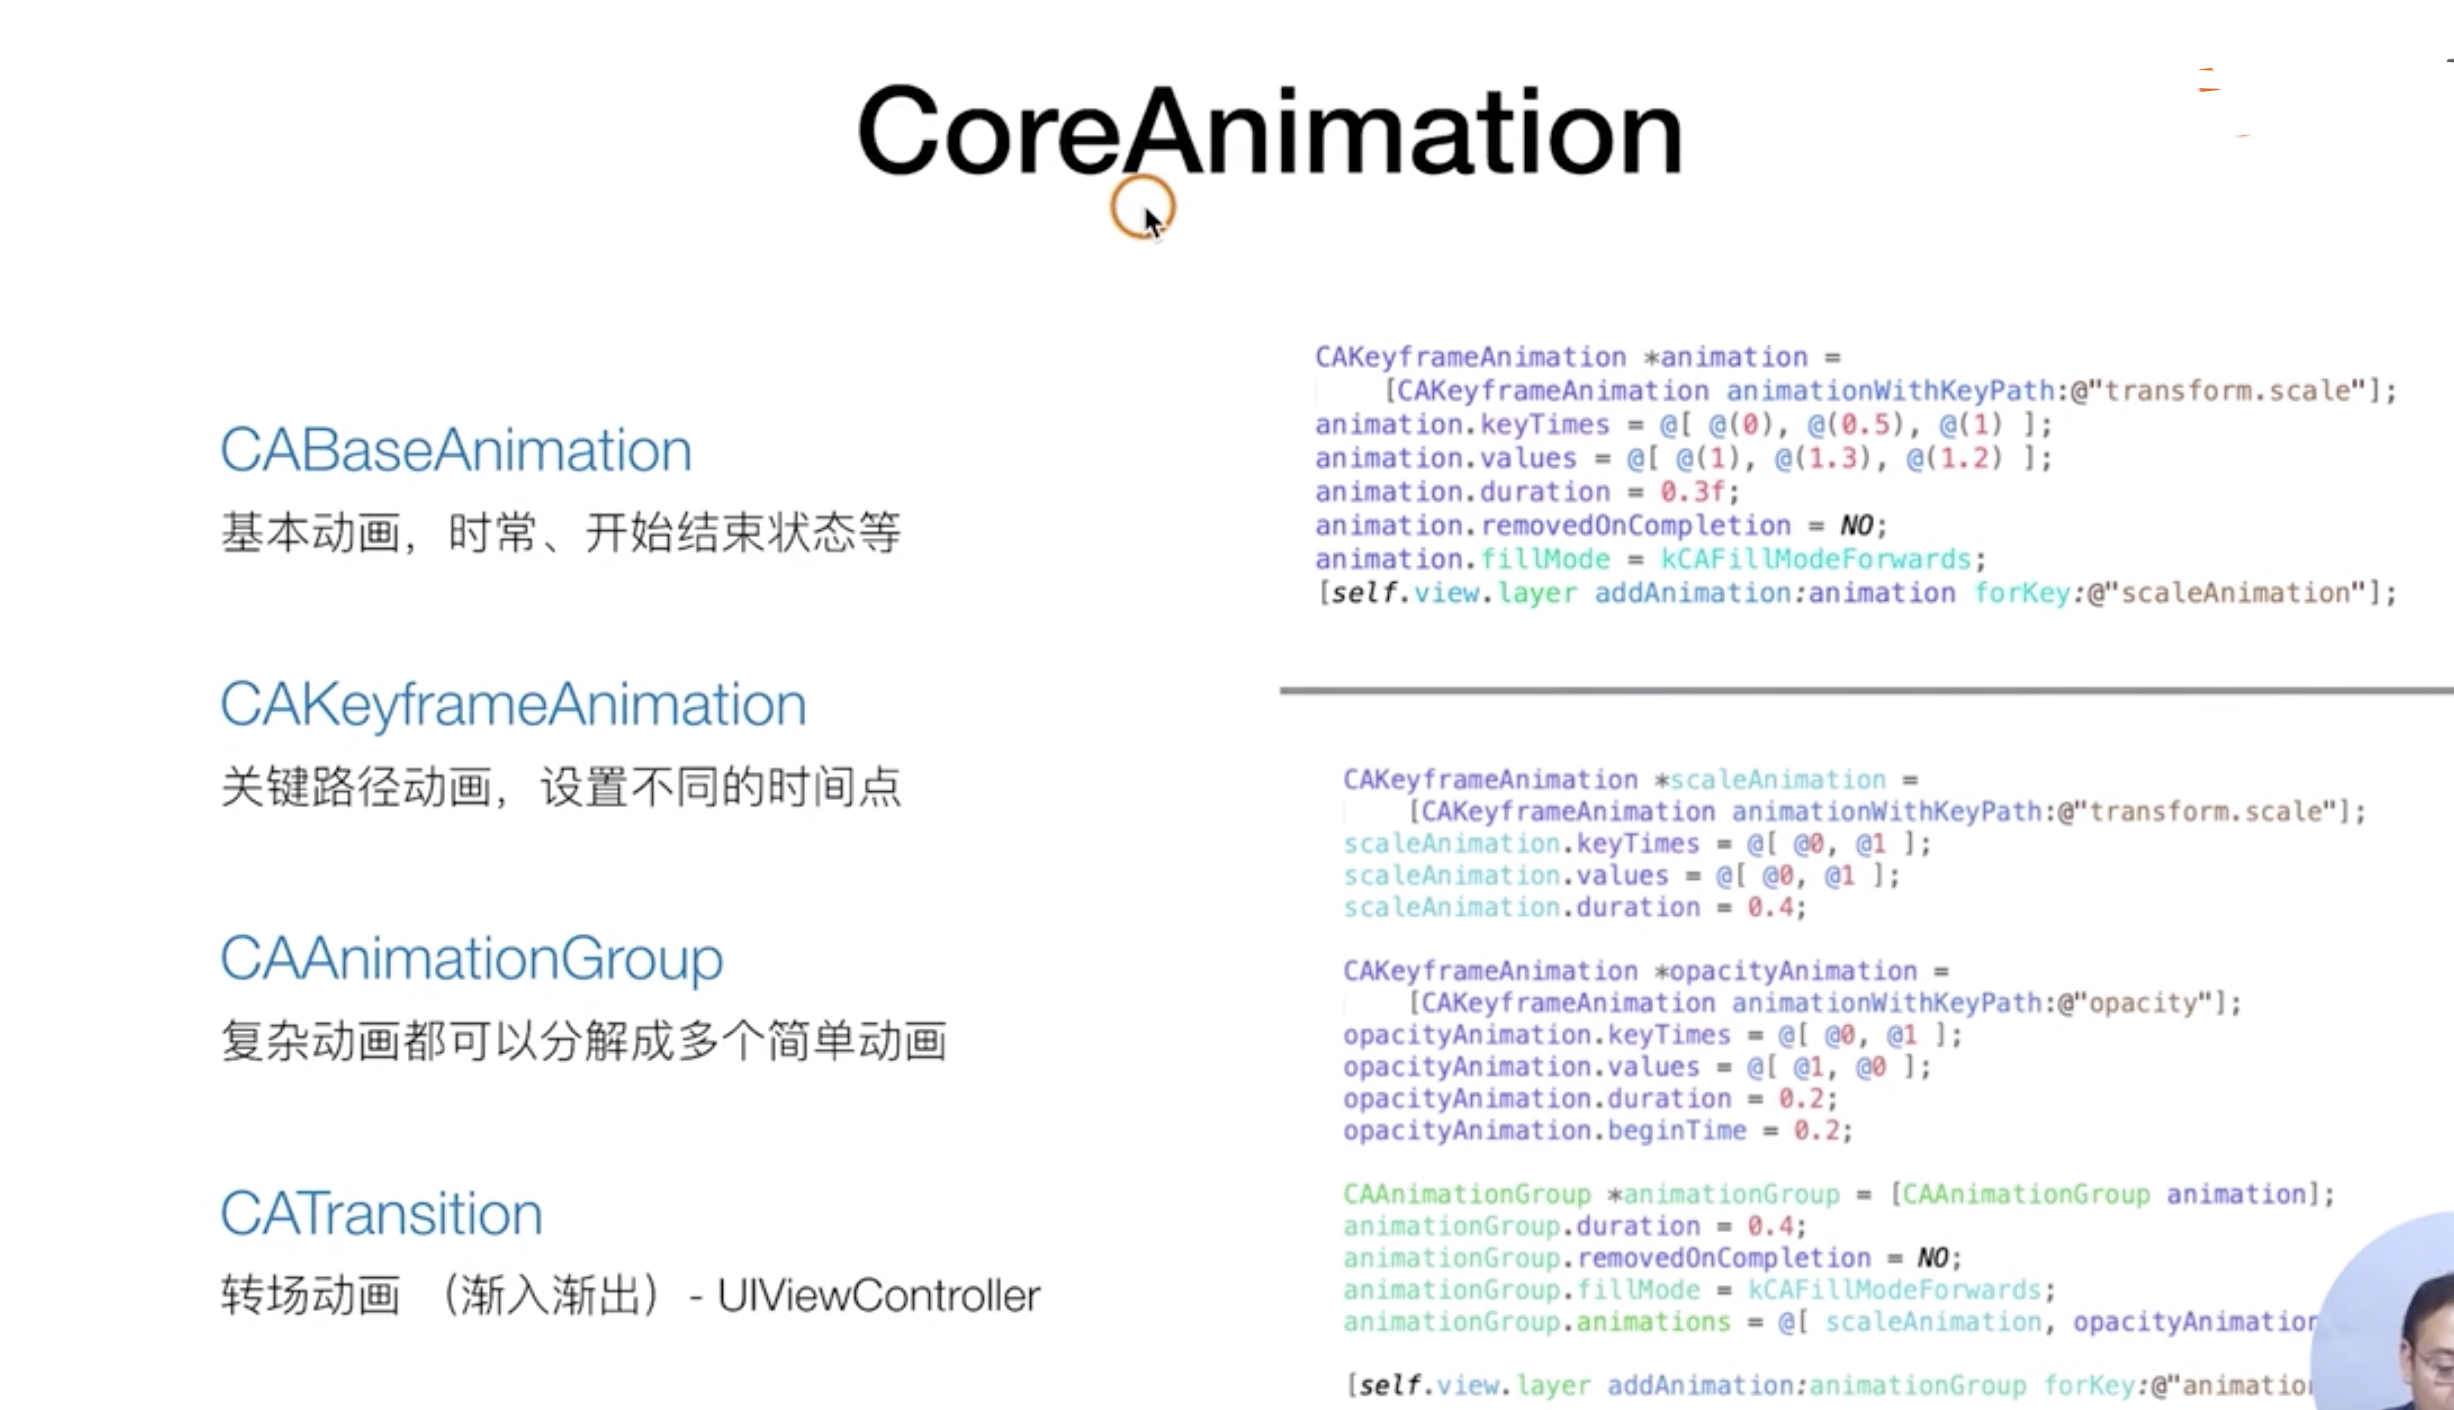 CoreAnimation
CABaseAnimation
基本动画，时常、开始结束状态等
CAKeyframeAnimation
关键路径动画，设置不同的时间点
CAAnimationGroup
复杂动画都可以分解成多个简单动画
CATransition
转场动画 （渐入渐出）- UIViewController
CAKeyframeAnimation *animation =
[CAKeyframeAnimation animationWithKeyPath:@"transform.scale"];
animation.keyTimes = @[ @(0), @(0.5), @(1) ];
animation.values = @[ @(1), @(1.3), @(1.2) ];
animation.duration = 0.3f;
animation.removedOnCompletion = NO;
animation.fillMode = kCAFillModeForwards;
[self.view.layer addAnimation:animation forKey:@"scaleAnimation"];
CAKeyframeAnimation *scaleAnimation =
[CAKeyframeAnimation animationWithKeyPath:@"transform.scale"];
scaleAnimation.keyTimes = @[ @0, @1 ];
scaleAnimation.values = @[ @0, @1 ];
scaleAnimation.duration = 0.4;
CAKeyframeAnimation *opacityAnimation =
[CAKeyframeAnimation animationWithKeyPath:@"opacity"];
opacityAnimation.keyTimes = @[ @0, @1 ];
opacityAnimation.values = @[ @1, @0 ];
opacityAnimation.duration = 0.2;
opacityAnimation.beginTime = 0.2;
CAAnimationGroup *animationGroup = [CAAnimationGroup animation];
animationGroup.duration = 0.4;
animationGroup.removedOnCompletion = NO;
animationGroup.fillMode = kCAFillModeForwards;
animationGroup.animations = @[ scaleAnimation,
[self.view.layer addAnimation:animationGroup forKey:@"